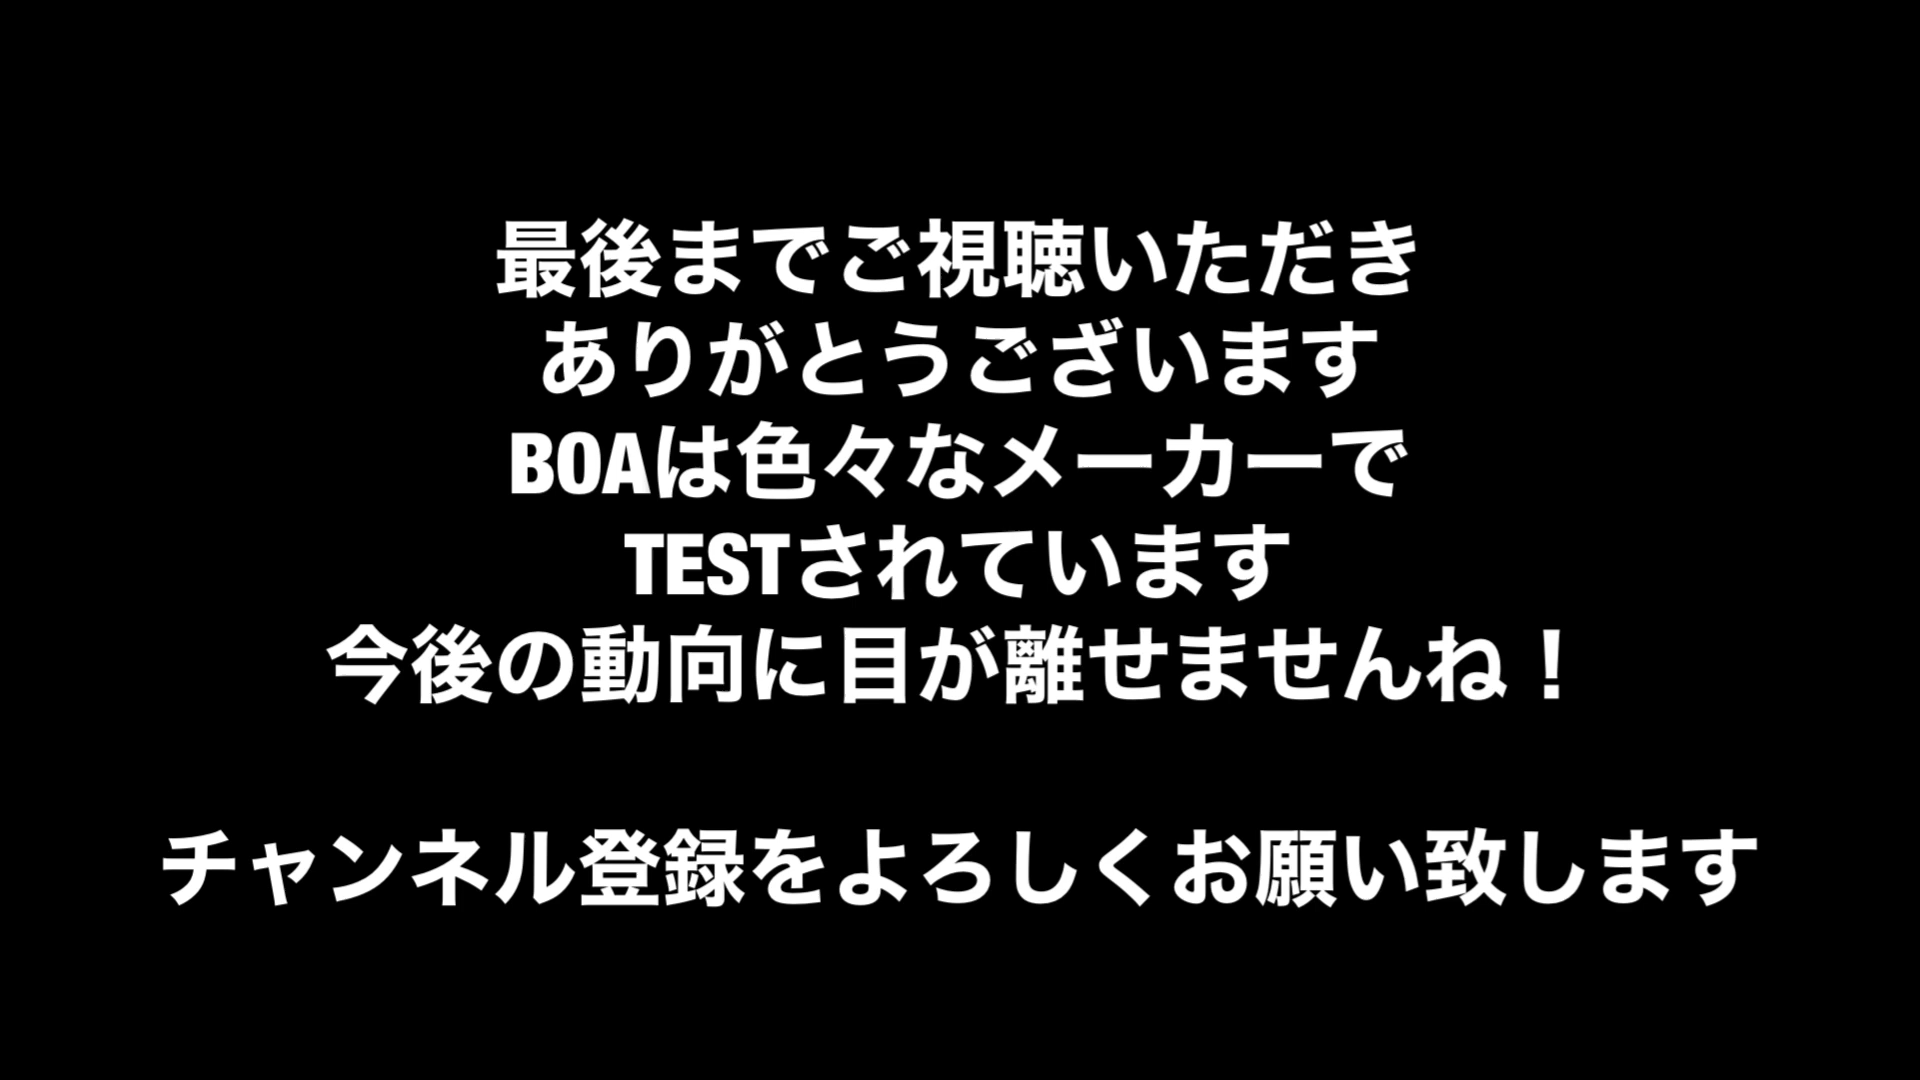 最後までご視聴いただき
ありがとうございます
BOAは色々なメーカーで
TESTされています
今後の動向に目が離せませんね！
チャンネル登録をよろしくお願い致します